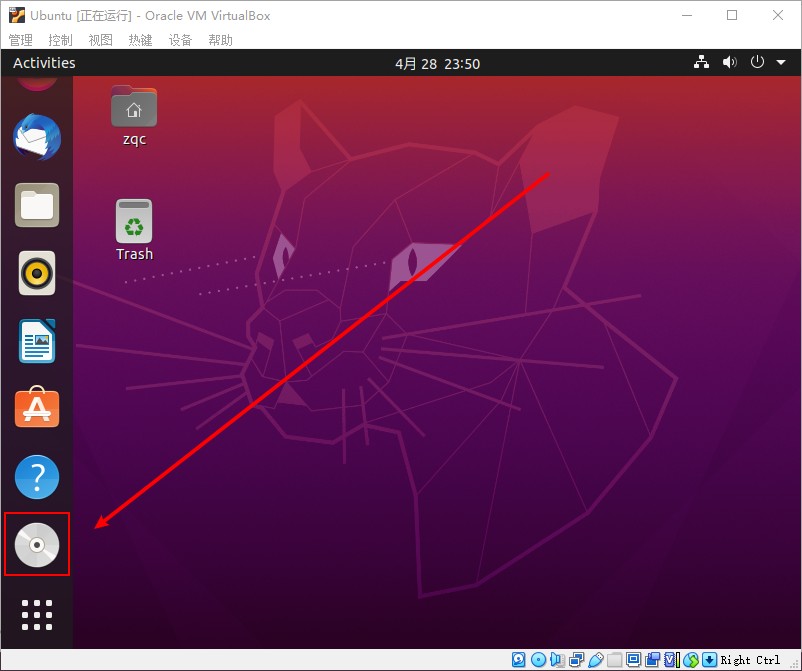 Ubuntu [正在运行] - Oracle VM VirtualBox
管理 控制 视图 热键 设备 帮助
Activities 4月 28 23:50
zqc
Trash
Right Ctrl